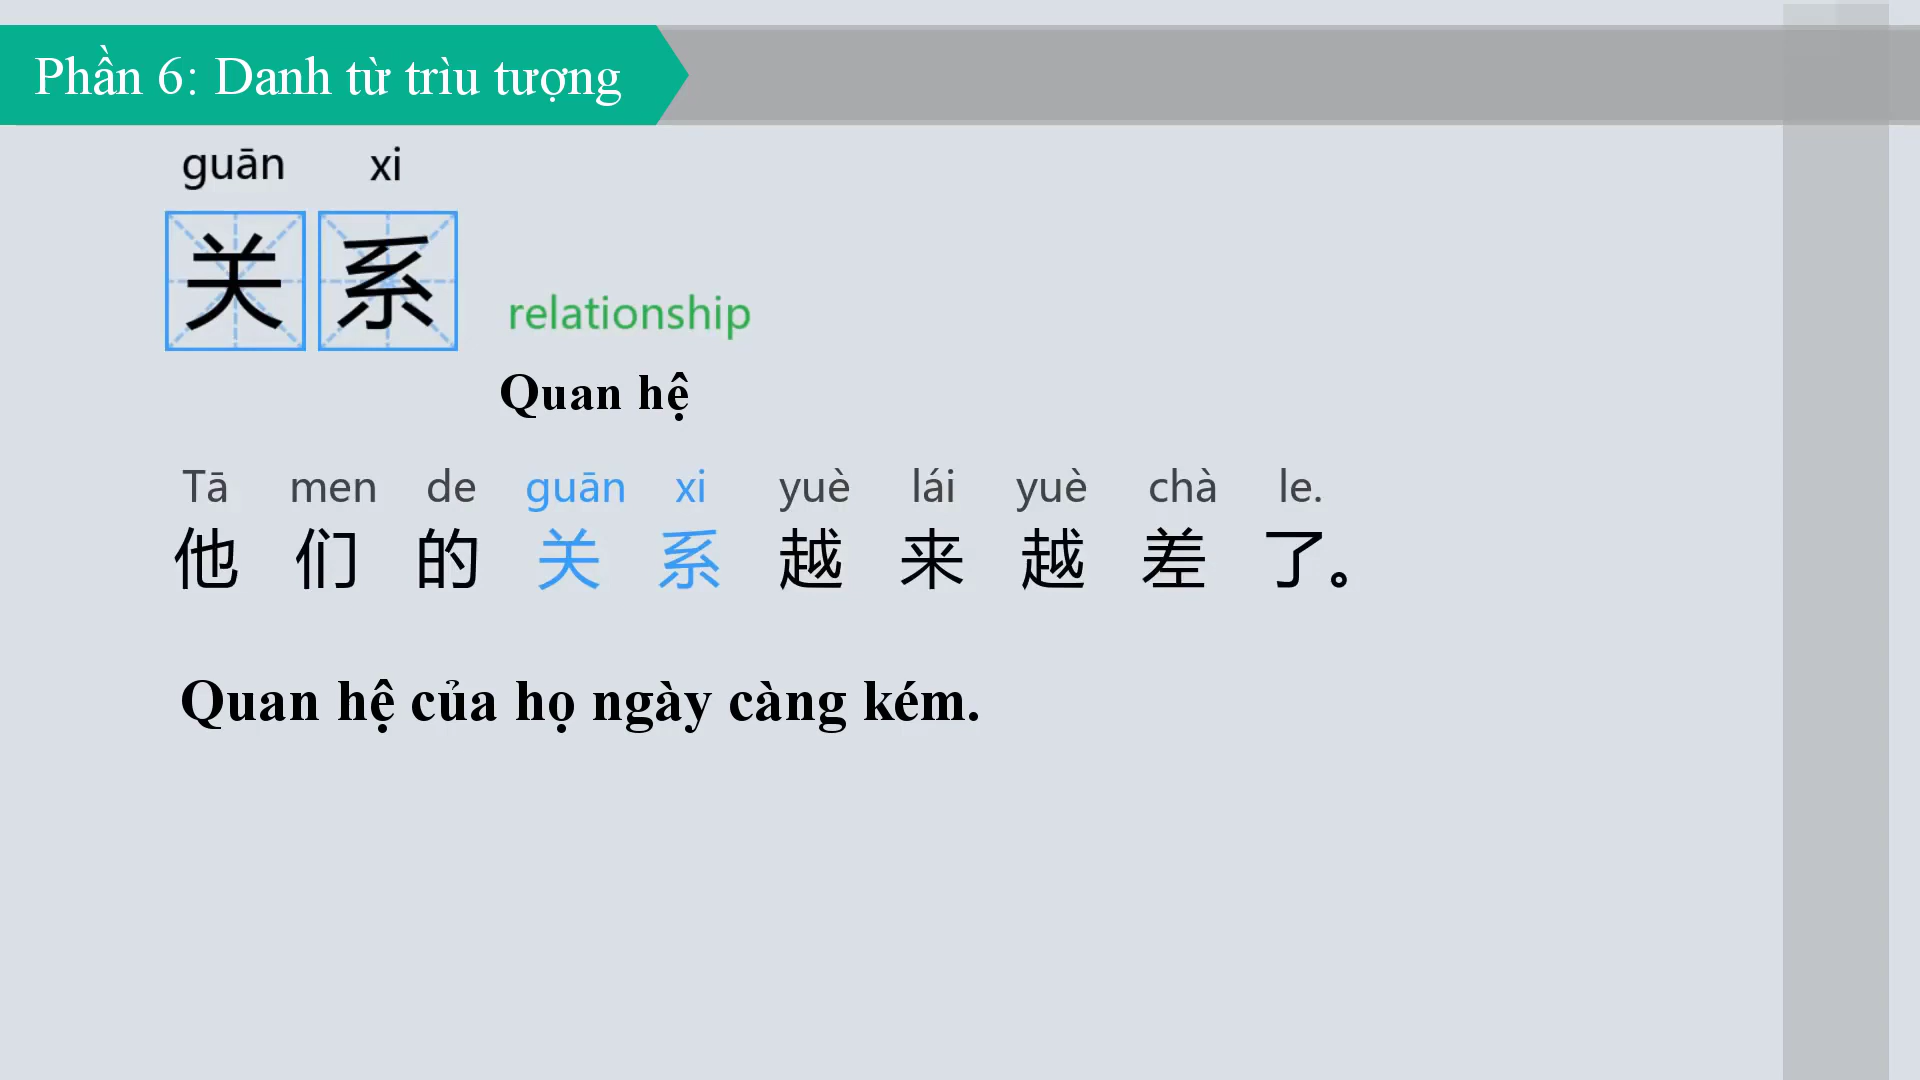 Phần 6: Danh từ trìu tượng
guān xi
关系
relationship
Quan hệ
Tā men de guān xi yuè lái yuè chà le.
他们的关系越来越差了。
Quan hệ của họ ngày càng kém.